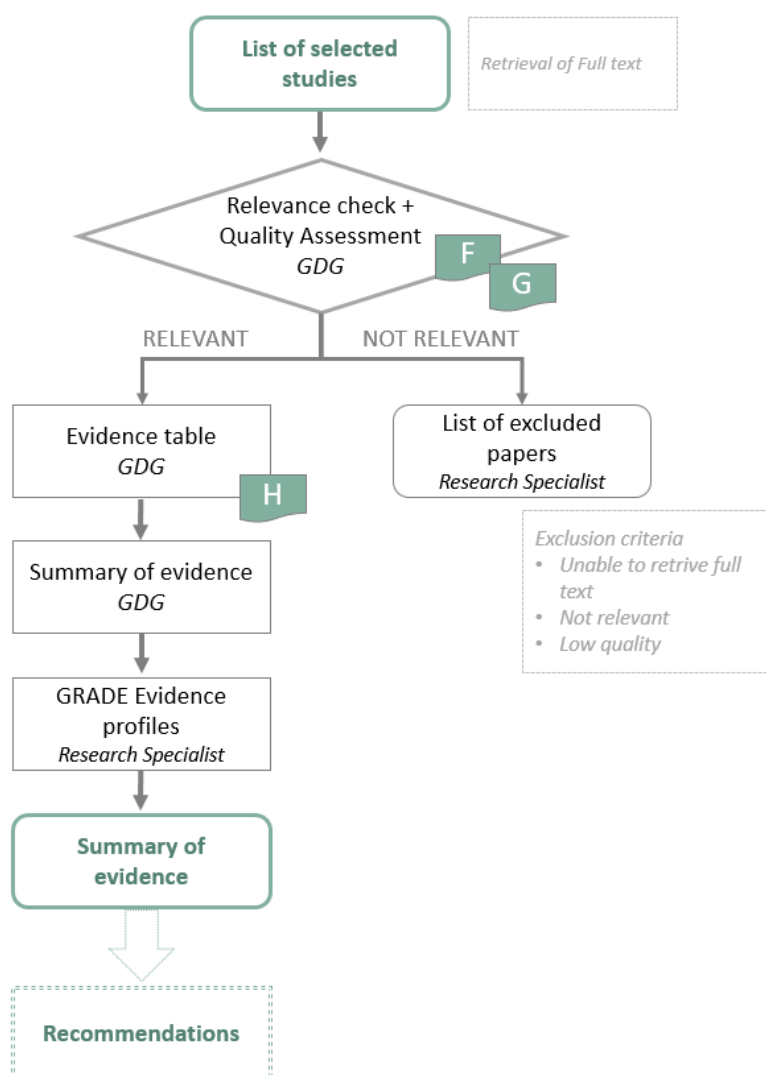 List of selected
studies
Retrieval of Full text
Relevance check +
Quality Assessment
GDG
F
G
RELEVANT
NOT RELEVANT
Evidence table
GDG
H
List of excluded
papers
Research Specialist
Exclusion criteria
• Unable to retrive full
text
• Not relevant
• Low quality
Summary of evidence
GDG
GRADE Evidence
profiles
Research Specialist
Summary of
evidence
Recommendations